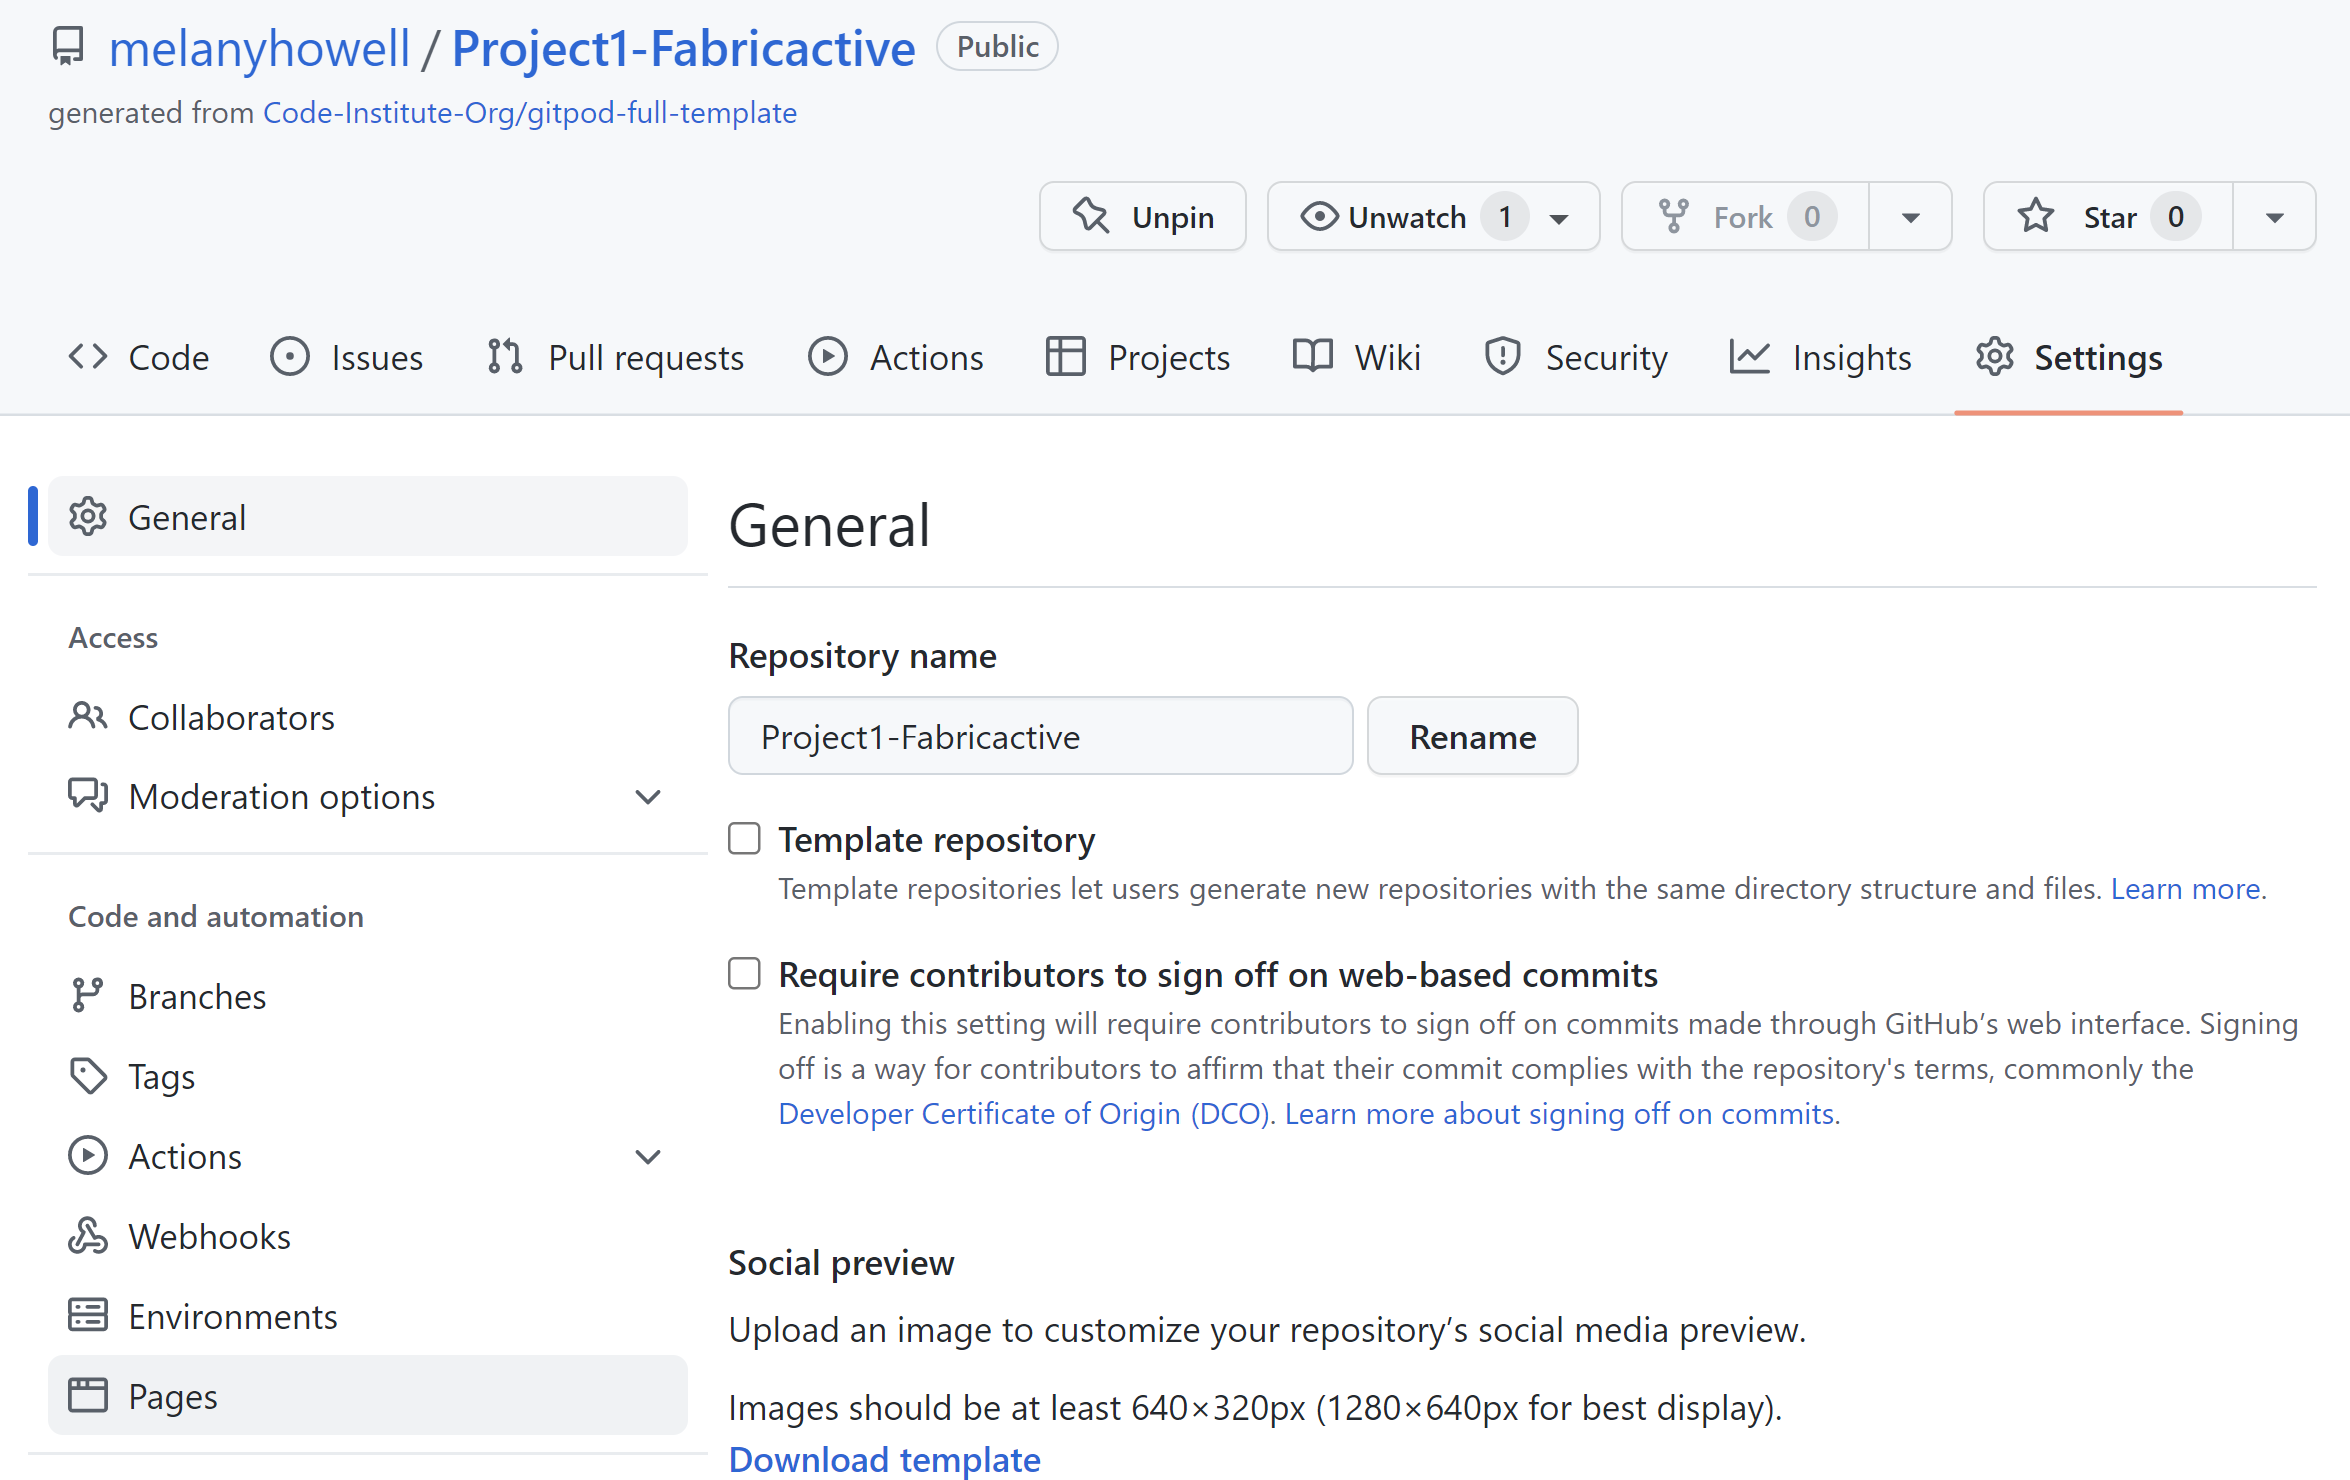 melanyhowell / Project1-Fabricactive Public
generated from Code-Institute-Org/gitpod-full-template
Unpin Unwatch 1 Fork 0 Star 0
Code Issues Pull requests Actions Projects Wiki Security Insights Settings
General
Access
Collaborators
Moderation options
Code and automation
Branches
Tags
Actions
Webhooks
Environments
Pages
General
Repository name
Project1-Fabricactive Rename
Template repository
Template repositories let users generate new repositories with the same directory structure and files. Learn more.
Require contributors to sign off on web-based commits
Enabling this setting will require contributors to sign off on commits made through GitHub’s web interface. Signing
off is a way for contributors to affirm that their commit complies with the repository's terms, commonly the
Developer Certificate of Origin (DCO). Learn more about signing off on commits.
Social preview
Upload an image to customize your repository’s social media preview.
Images should be at least 640×320px (1280×640px for best display).
Download template